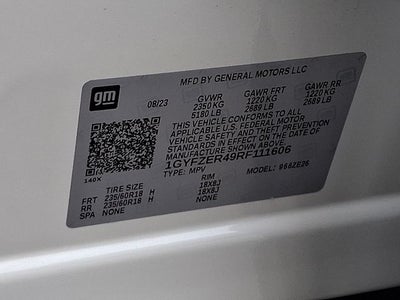 gm
MFD BY GENERAL MOTORS LLC
08/23 GVWR GAWR FRT GAWR RR
2350 KG 1220 KG 1220 KG
5180 LB 2689 LB 2689 LB
THIS VEHICLE CONFORMS TO ALL
APPLICABLE U.S. FEDERAL MOTOR
VEHICLE SAFETY AND THEFT
PREVENTION STANDARDS IN
EFFECT ON THE DATE OF
MANUFACTURE SHOWN ABOVE.
1GYFZER49RF111606
140X TYPE: MPV MODEL: 6ZE26
TIRE SIZE RIM
FRT 235/60R18 H 18X8J
RR 235/60R18 H 18X8J
SPA NONE NONE